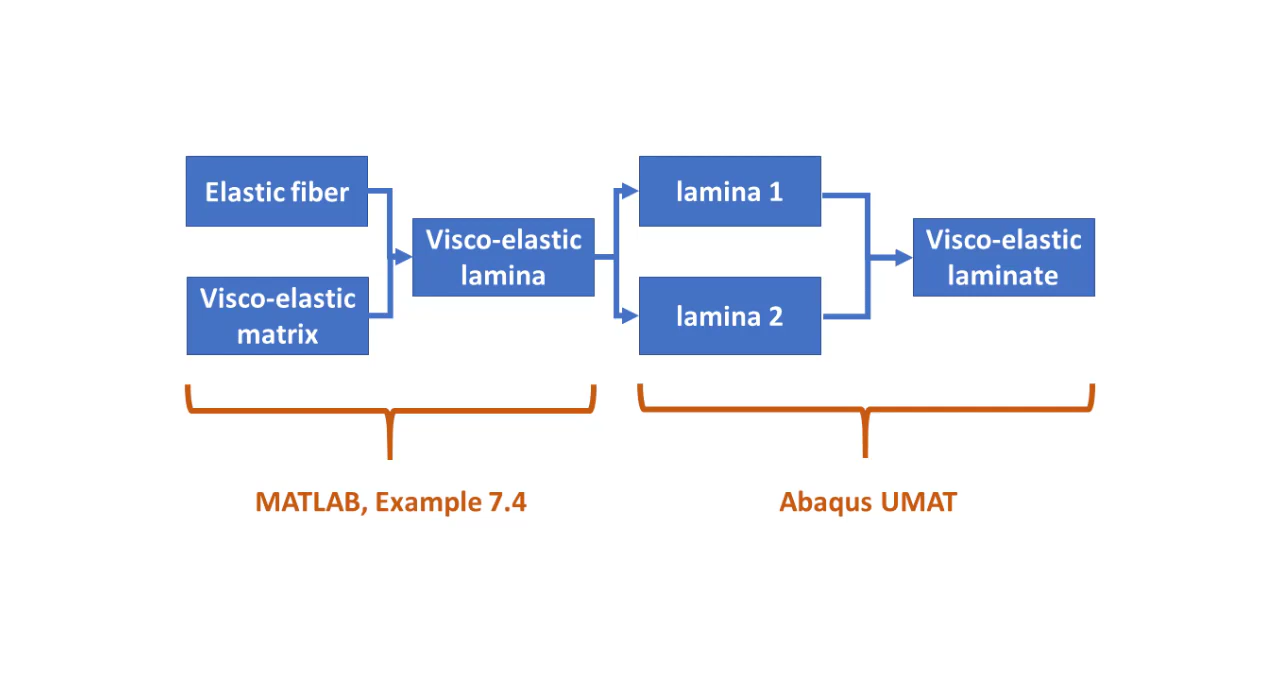 Elastic fiber
Visco-elastic
matrix
Visco-elastic
lamina
lamina 1
lamina 2
Visco-elastic
laminate
MATLAB, Example 7.4
Abaqus UMAT